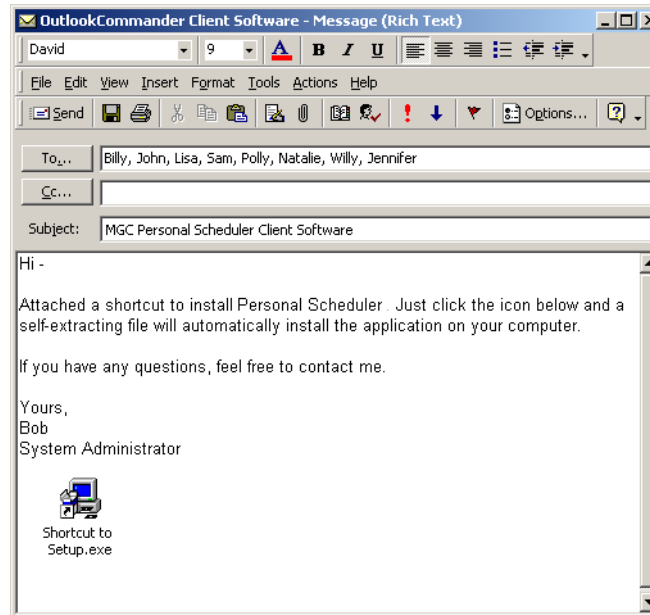 OutlookCommander Client Software - Message (Rich Text)
David 9 A B I U
File Edit View Insert Format Tools Actions Help
Send Options...
To... Billy, John, Lisa, Sam, Polly, Natalie, Willy, Jennifer
Cc...
Subject: MGC Personal Scheduler Client Software
Hi -
Attached a shortcut to install Personal Scheduler . Just click the icon below and a
self-extracting file will automatically install the application on your computer.
If you have any questions, feel free to contact me.
Yours,
Bob
System Administrator
Shortcut to
Setup.exe